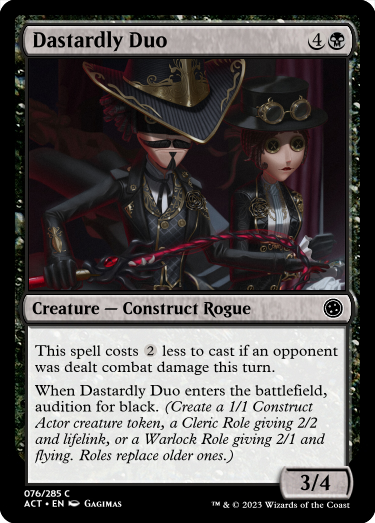 Dastardly Duo 4
Creature — Construct Rogue
This spell costs 2 less to cast if an opponent
was dealt combat damage this turn.
When Dastardly Duo enters the battlefield,
audition for black. (Create a 1/1 Construct
Actor creature token, a Cleric Role giving 2/2
and lifelink, or a Warlock Role giving 2/1 and
flying. Roles replace older ones.)
3/4
076/285 C
ACT • EN Gagimas
™ & © 2023 Wizards of the Coast